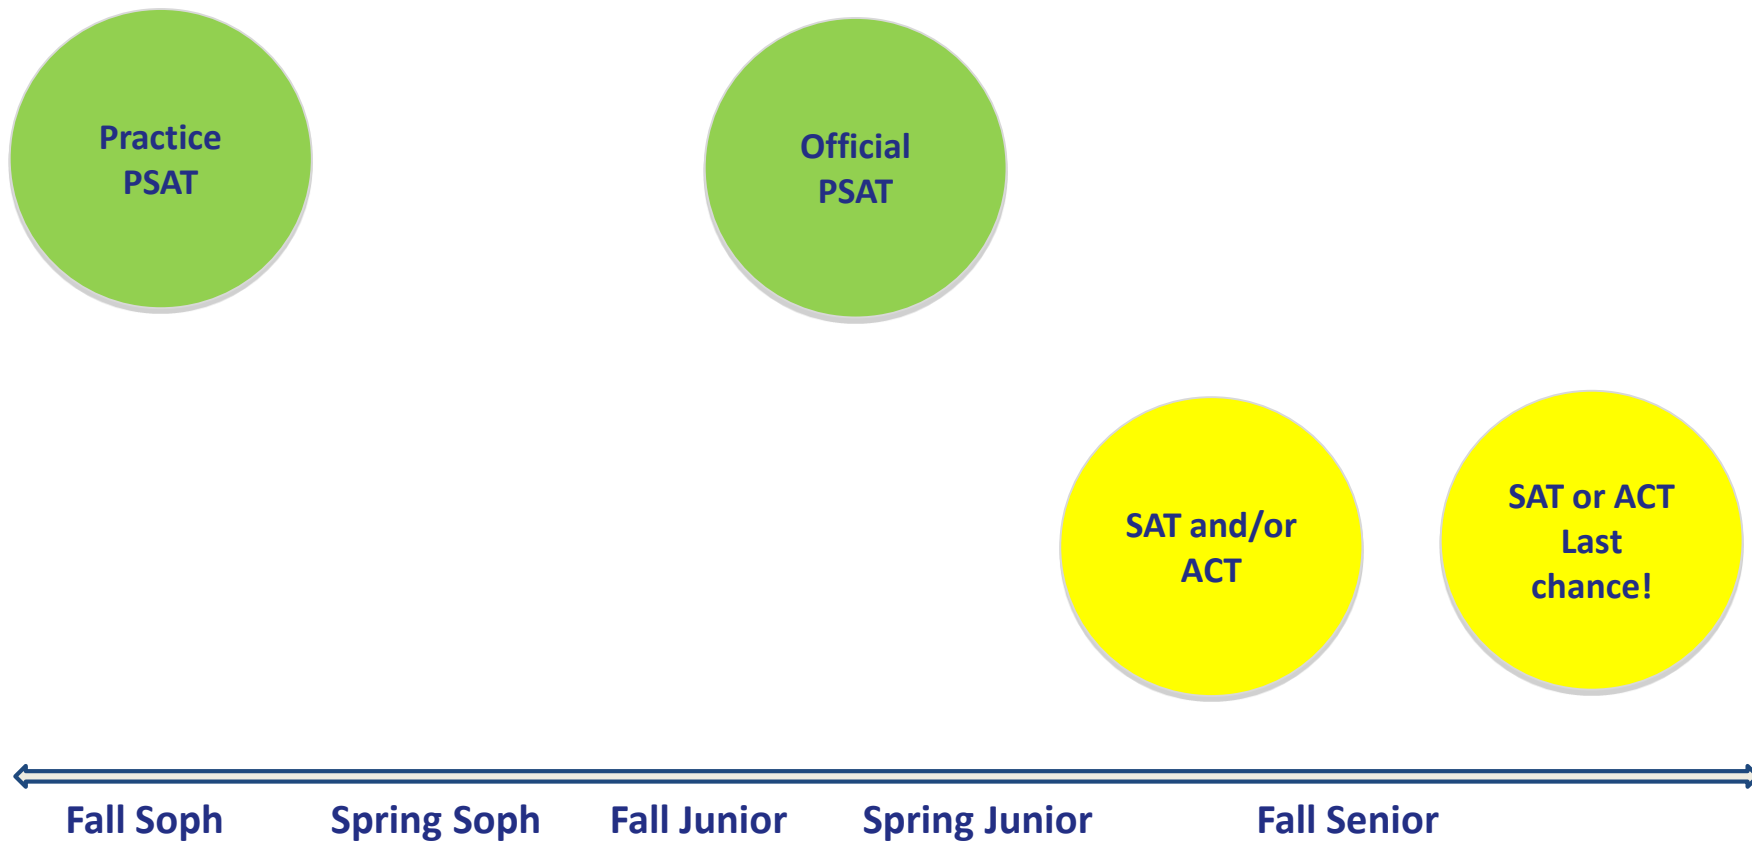 Practice
PSAT
Official
PSAT
SAT and/or
ACT
SAT or ACT
Last
chance!
Fall Soph
Spring Soph
Fall Junior
Spring Junior
Fall Senior